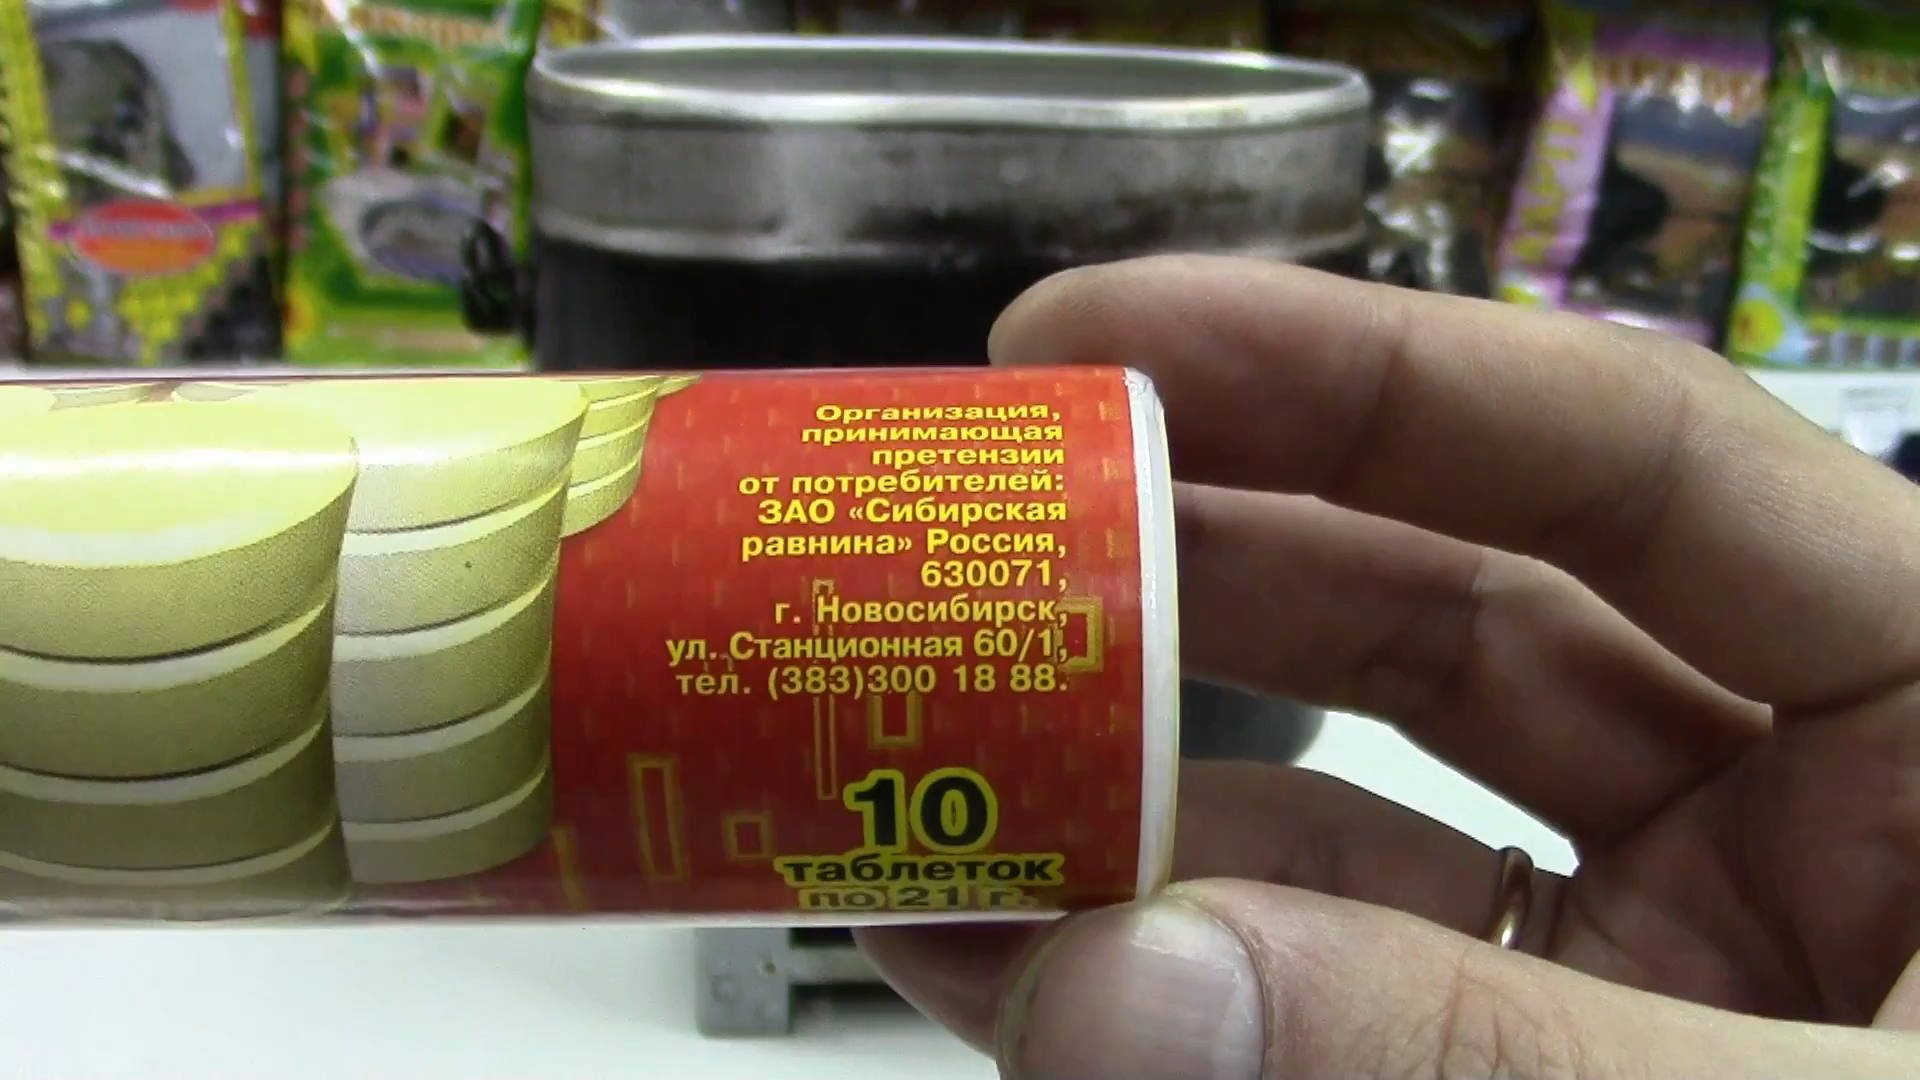 Организация,
принимающая
претензии
от потребителей:
ЗАО «Сибирская
равнина» Россия,
630071,
г. Новосибирск,
ул. Станционная 60/1,
тел. (383)300 18 88.
10
таблеток
по 21 г.